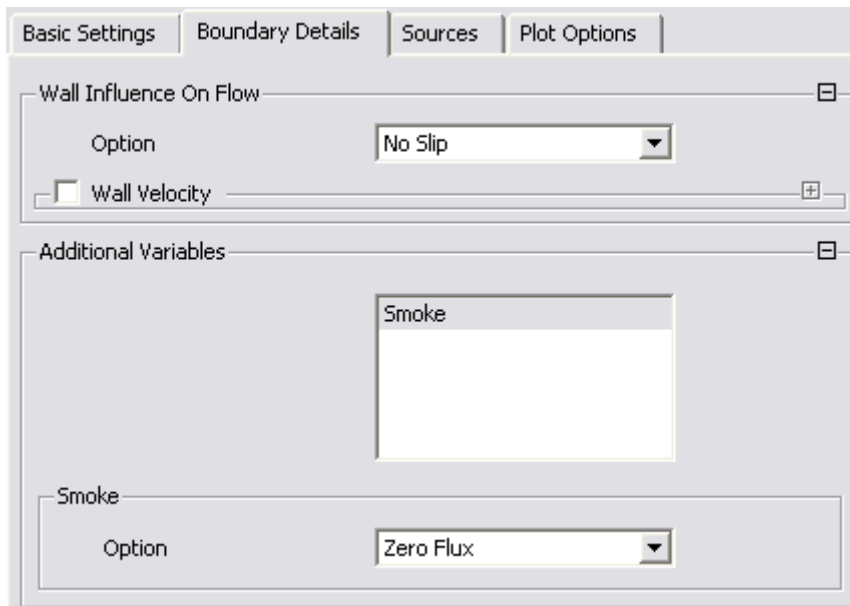 Basic Settings Boundary Details Sources Plot Options
Wall Influence On Flow
Option No Slip
Wall Velocity
Additional Variables
Smoke
Smoke
Option Zero Flux